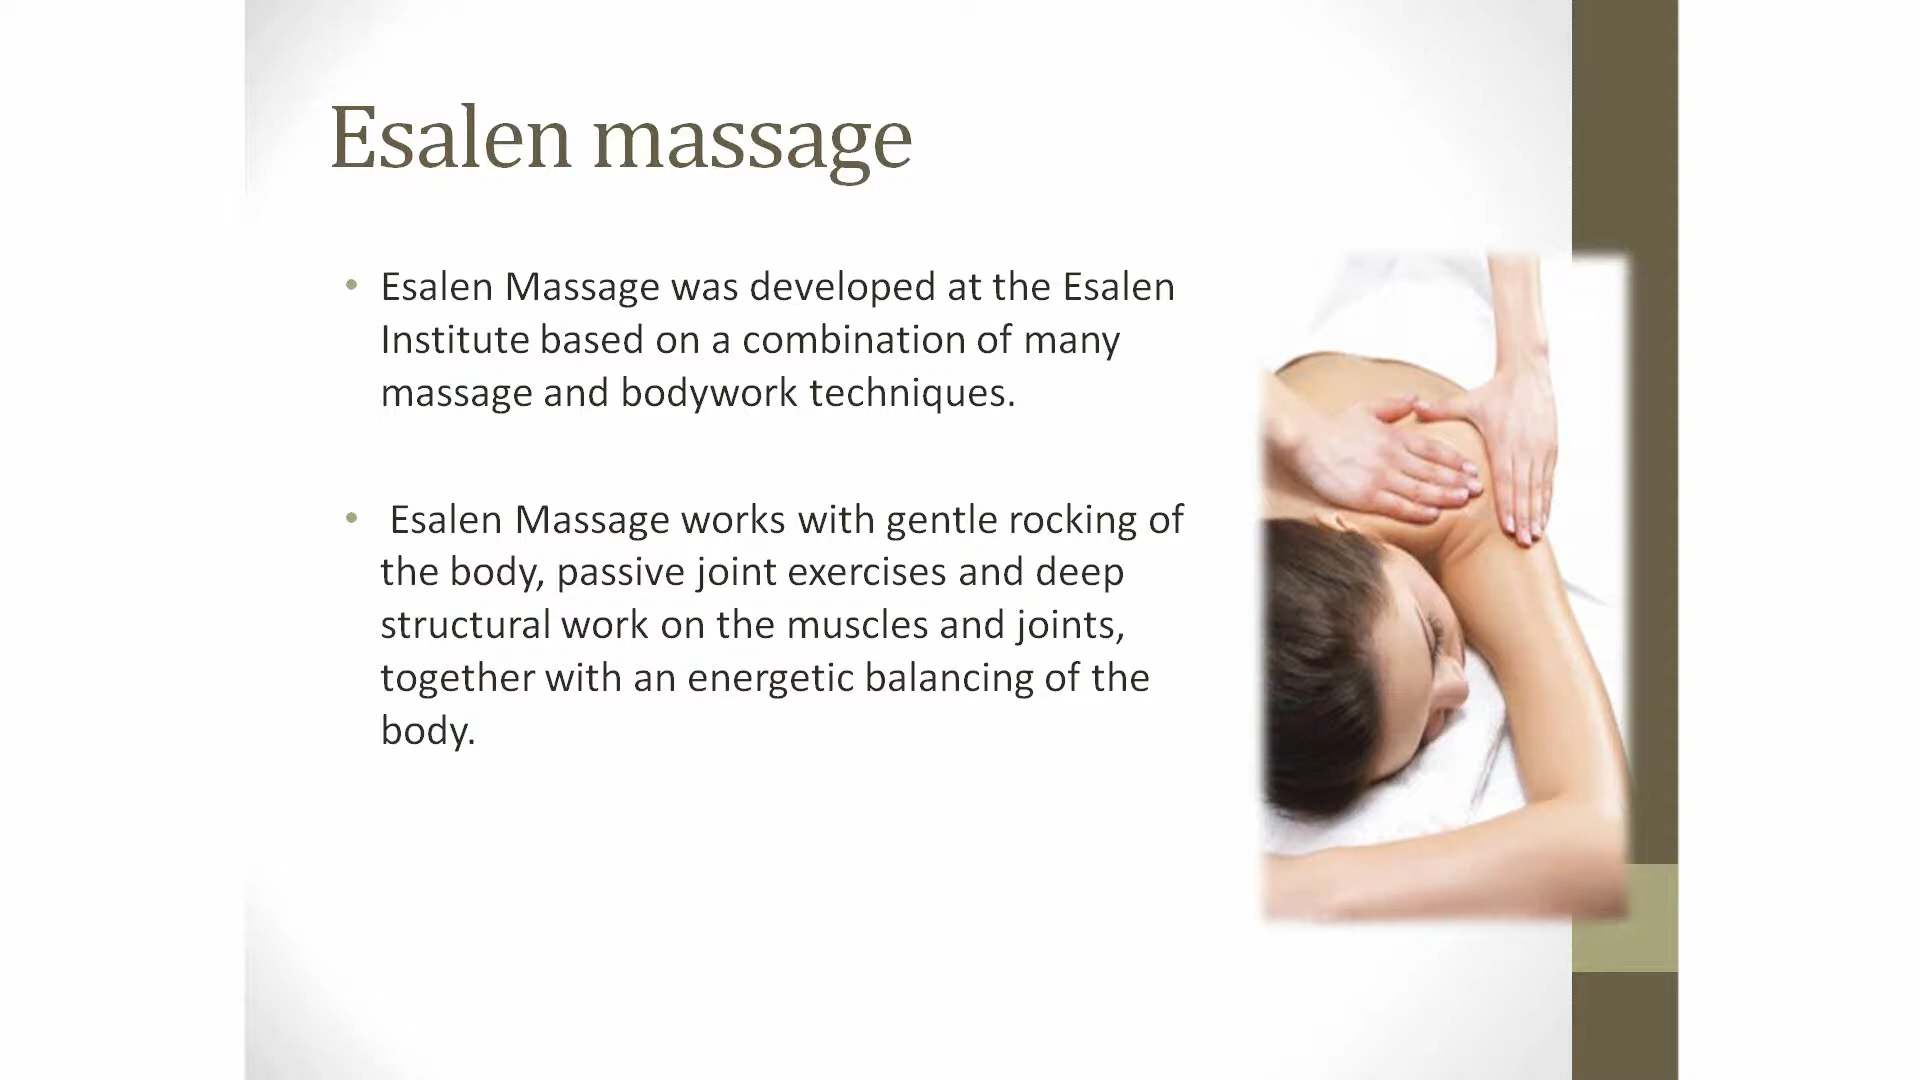 Esalen massage
• Esalen Massage was developed at the Esalen
Institute based on a combination of many
massage and bodywork techniques.
• Esalen Massage works with gentle rocking of
the body, passive joint exercises and deep
structural work on the muscles and joints,
together with an energetic balancing of the
body.